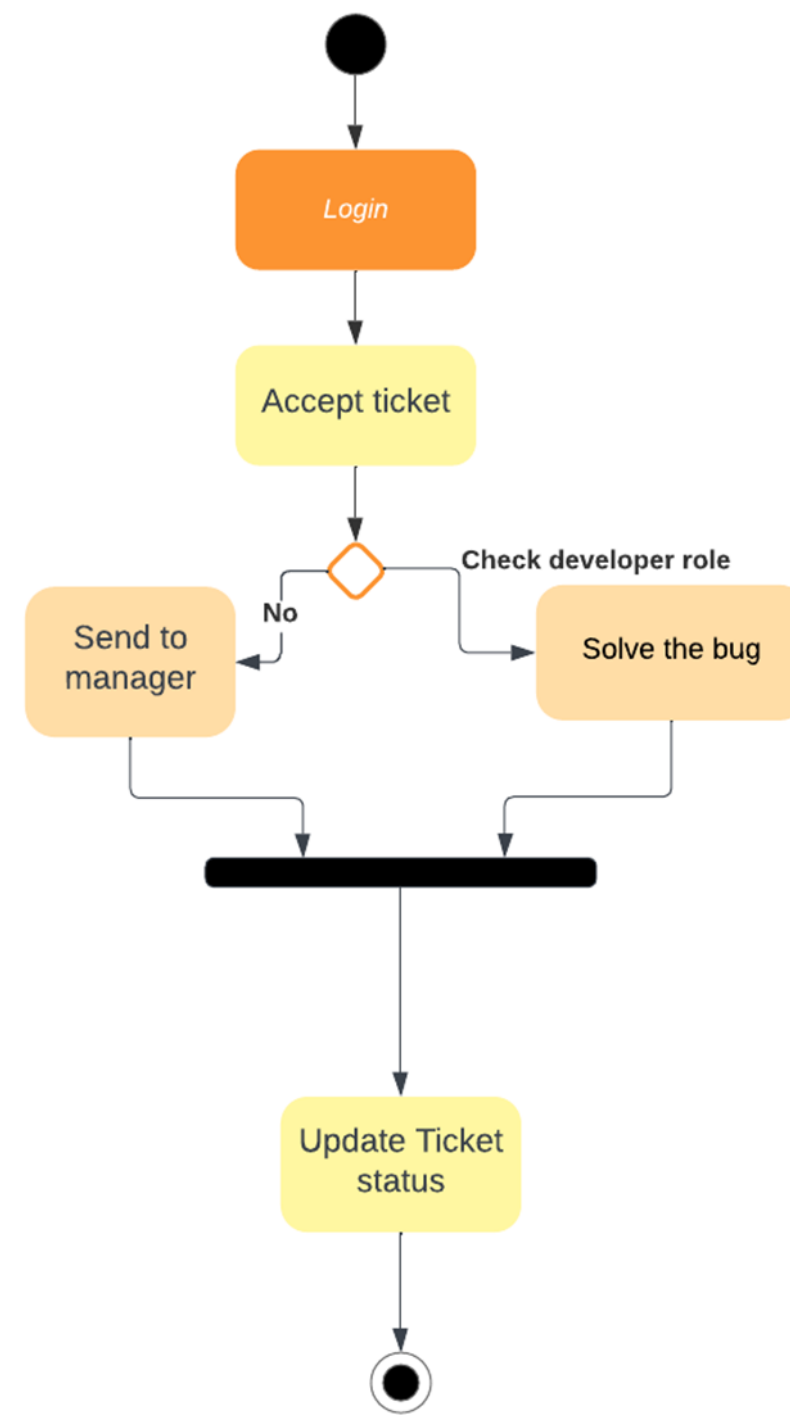 Login
Accept ticket
Check developer role
No
Send to
manager
Solve the bug
Update Ticket
status